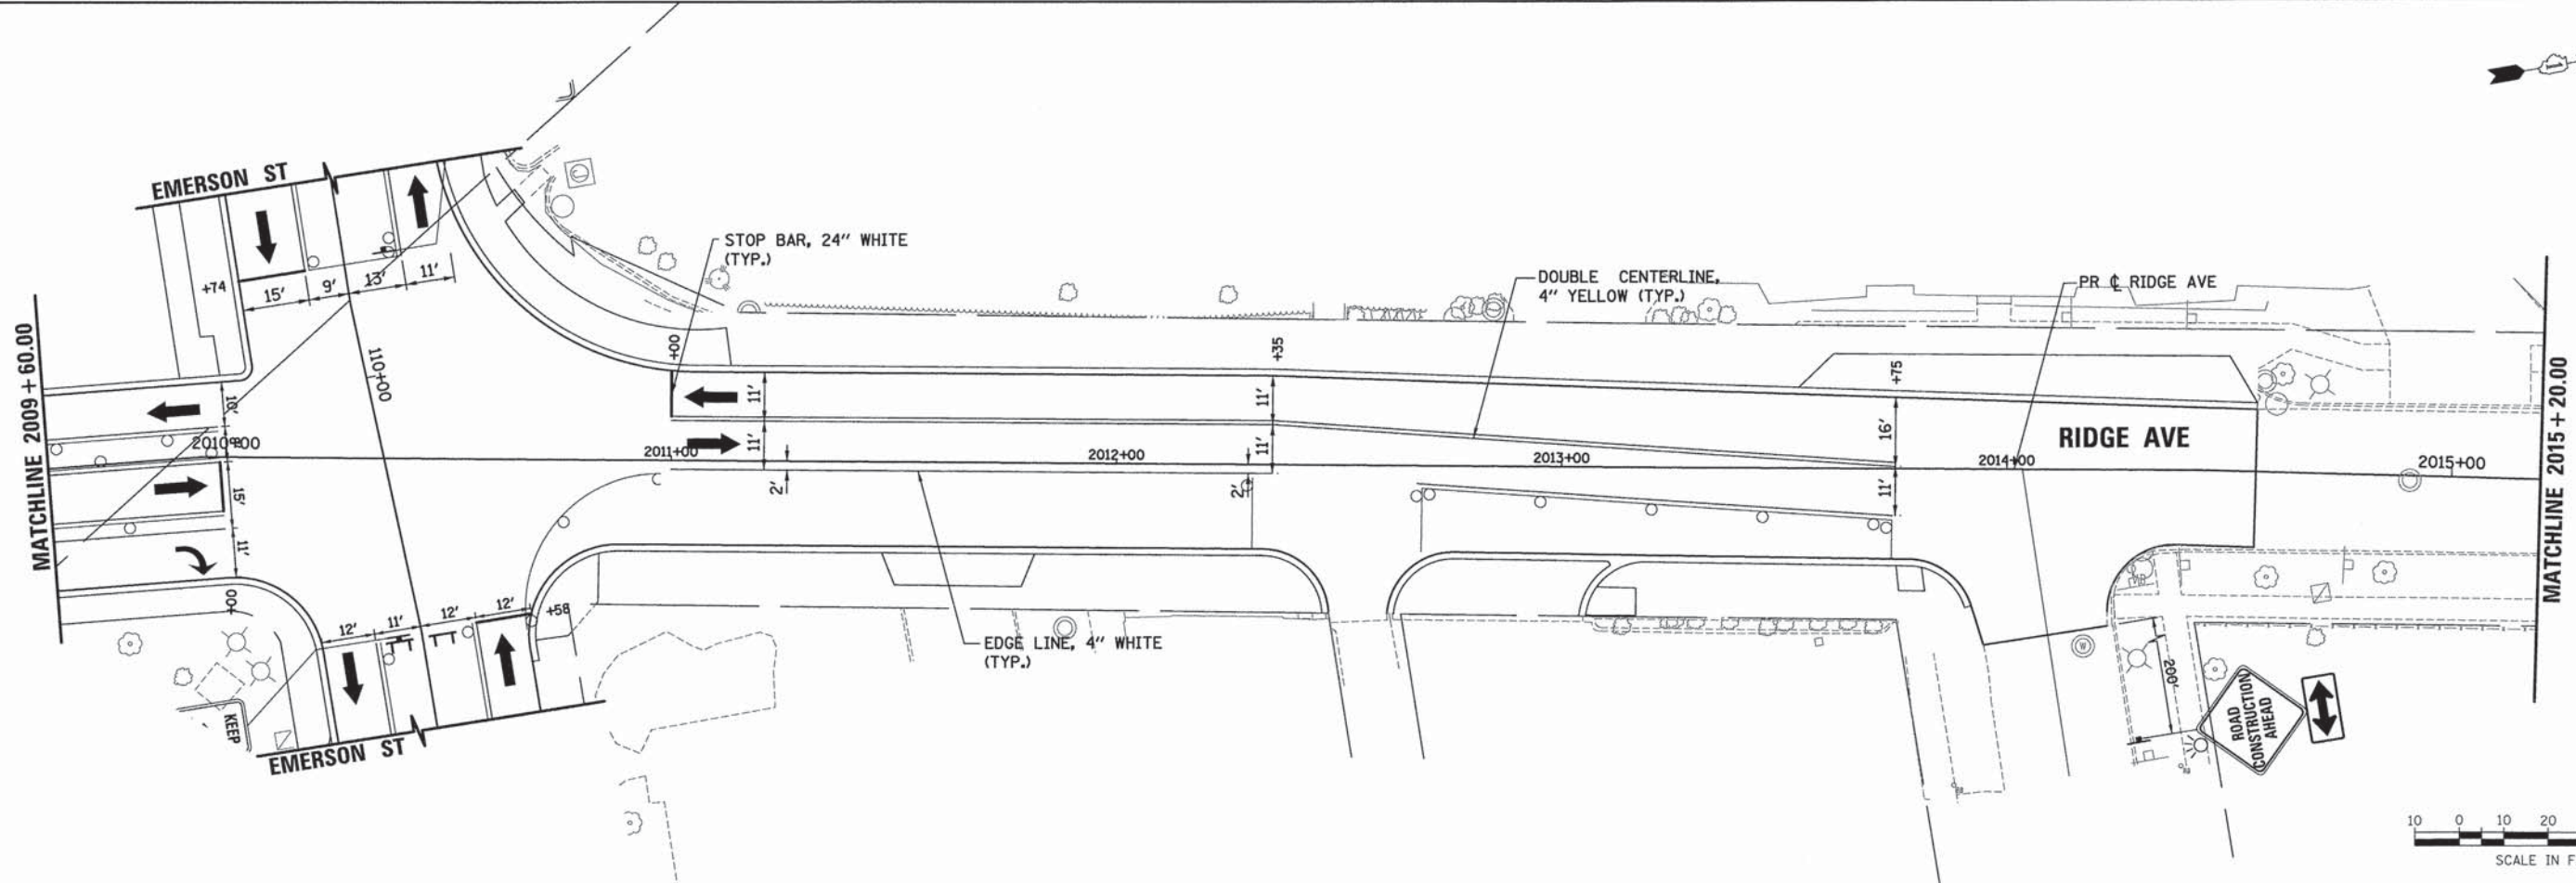 EMERSON ST
+74
15'
9'
13'
11'
110+00
MATCHLINE 2009+60.00
10'
2010+00
15'
11'
+00
12'
11'
12'
12'
+58
KEEP
EMERSON ST
STOP BAR, 24" WHITE
(TYP.)
+00
11'
11'
2011+00
2'
2012+00
+35
11'
11'
2'
EDGE LINE, 4" WHITE
(TYP.)
DOUBLE CENTERLINE,
4" YELLOW (TYP.)
2013+00
+75
16'
11'
PR ℄ RIDGE AVE
RIDGE AVE
2014+00
2015+00
MATCHLINE 2015+20.00
W
200'
ROAD
CONSTRUCTION
AHEAD
10 0 10 20
SCALE IN F